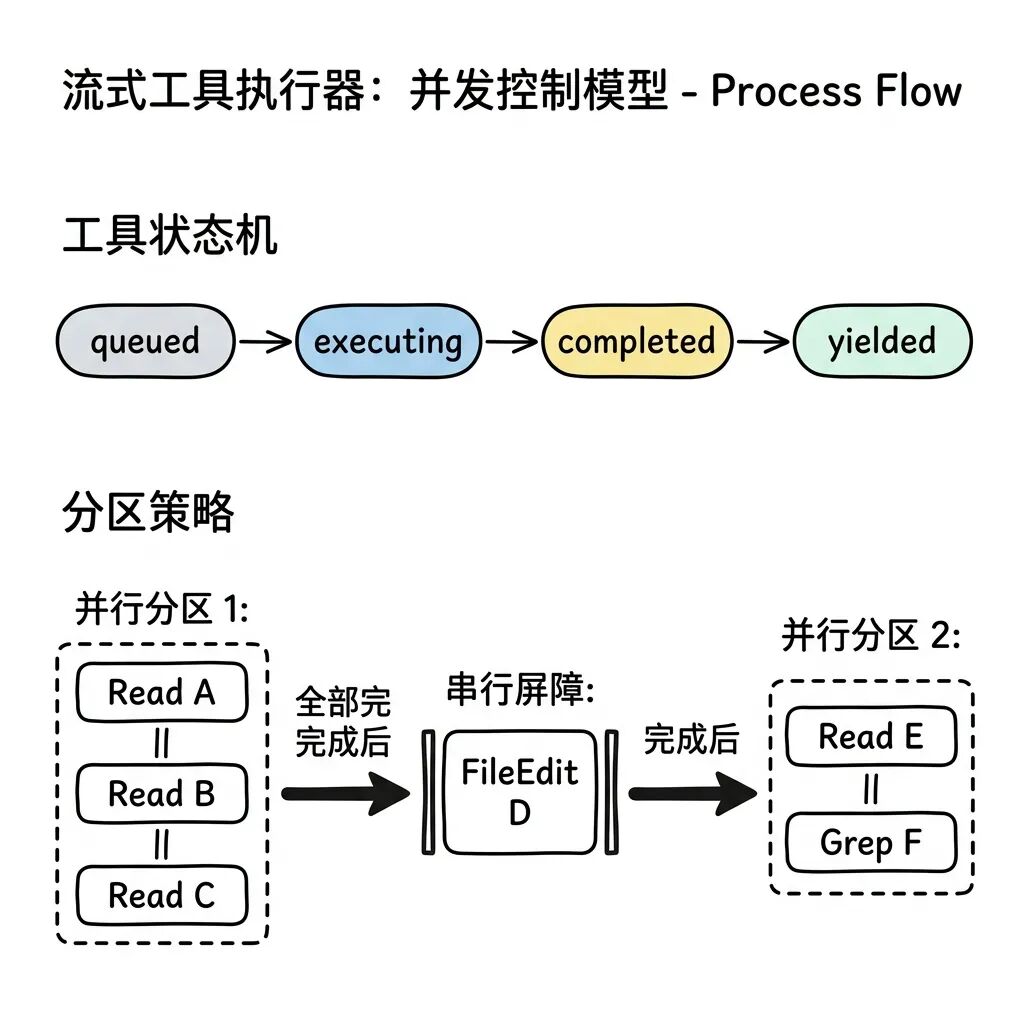 流式工具执行器：并发控制模型 - Process Flow
工具状态机
queued
executing
completed
yielded
分区策略
并行分区 1:
Read A
Read B
Read C
全部完
完成后
串行屏障:
FileEdit
D
完成后
并行分区 2:
Read E
Grep F